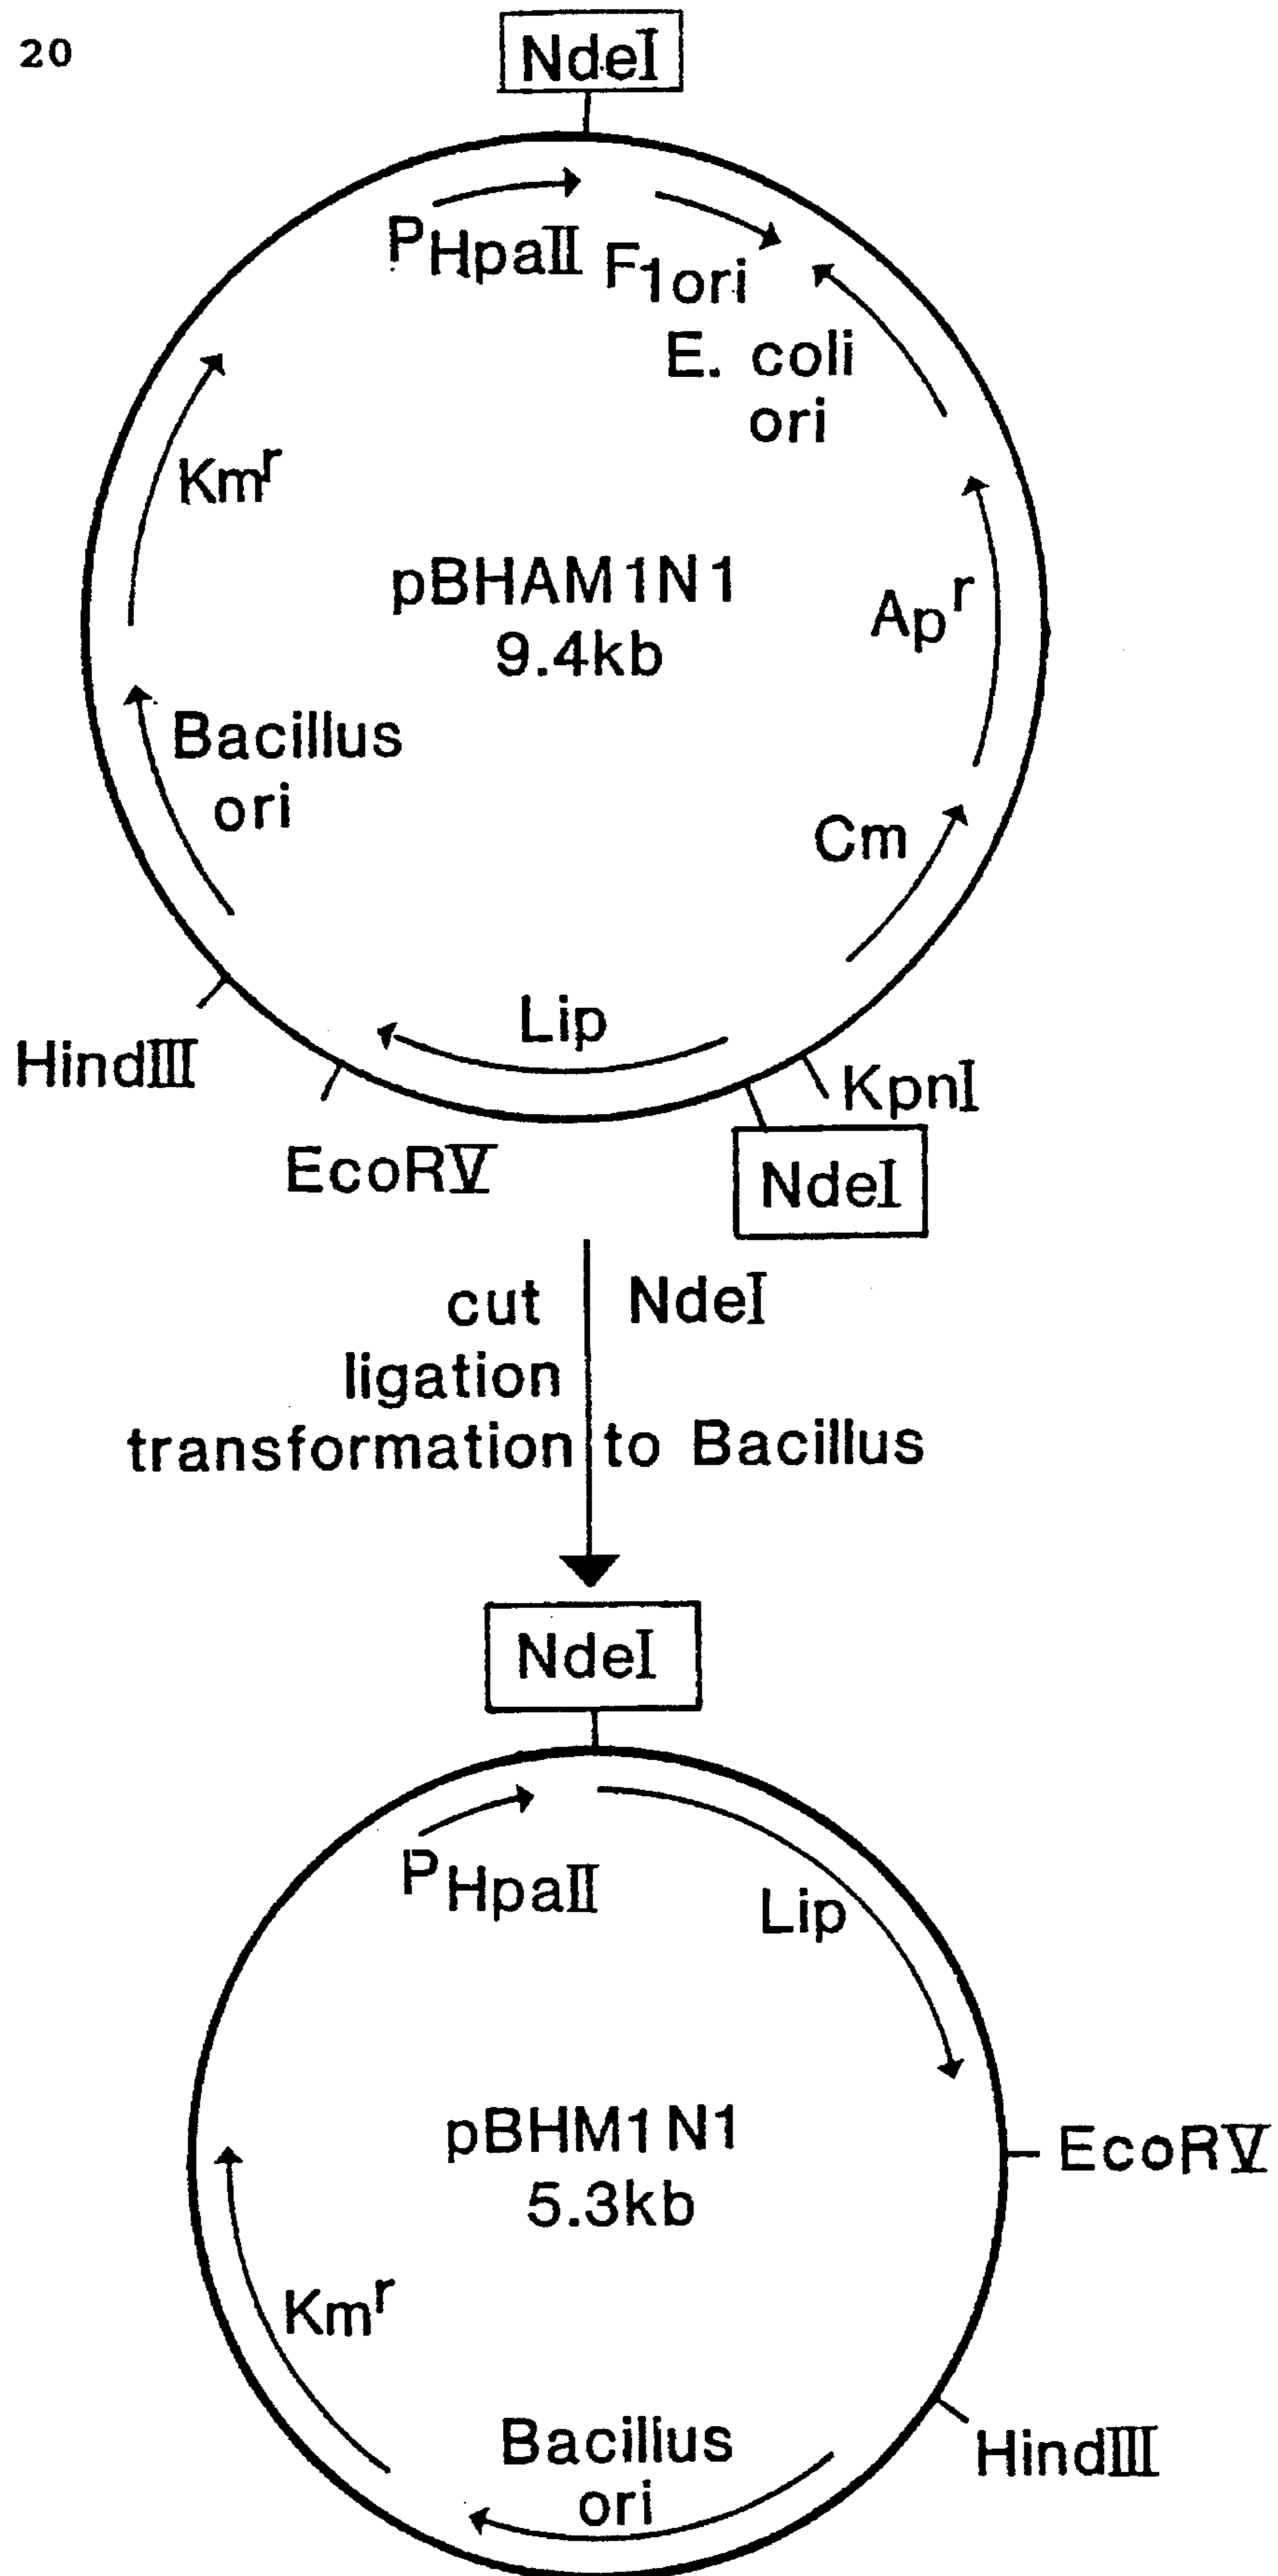 20
NdeI
PHpaII
F1ori
E. coli
ori
Kmr
pBHAM1N1
9.4kb
Apr
Bacillus
ori
Cm
Lip
HindIII
KpnI
EcoRV
NdeI
cut NdeI
ligation
transformation to Bacillus
NdeI
PHpaII
Lip
pBHM1N1
5.3kb
EcoRV
Kmr
Bacillus
ori
HindIII